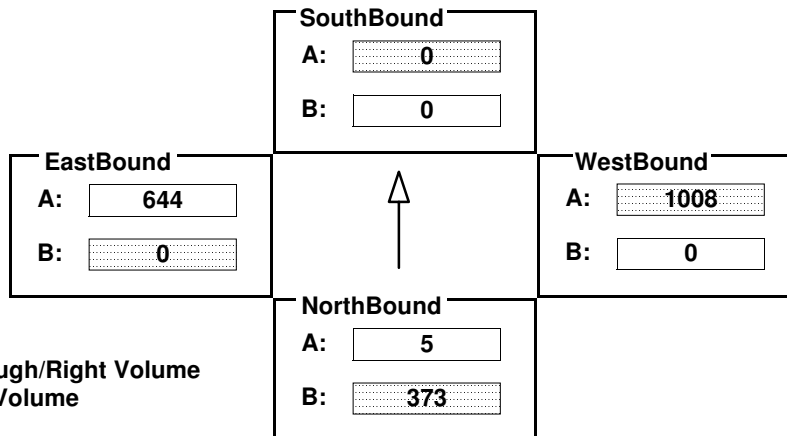 SouthBound
A: 0
B: 0
EastBound
A: 644
B: 0
WestBound
A: 1008
B: 0
NorthBound
A: 5
B: 373
ugh/Right Volume
Volume